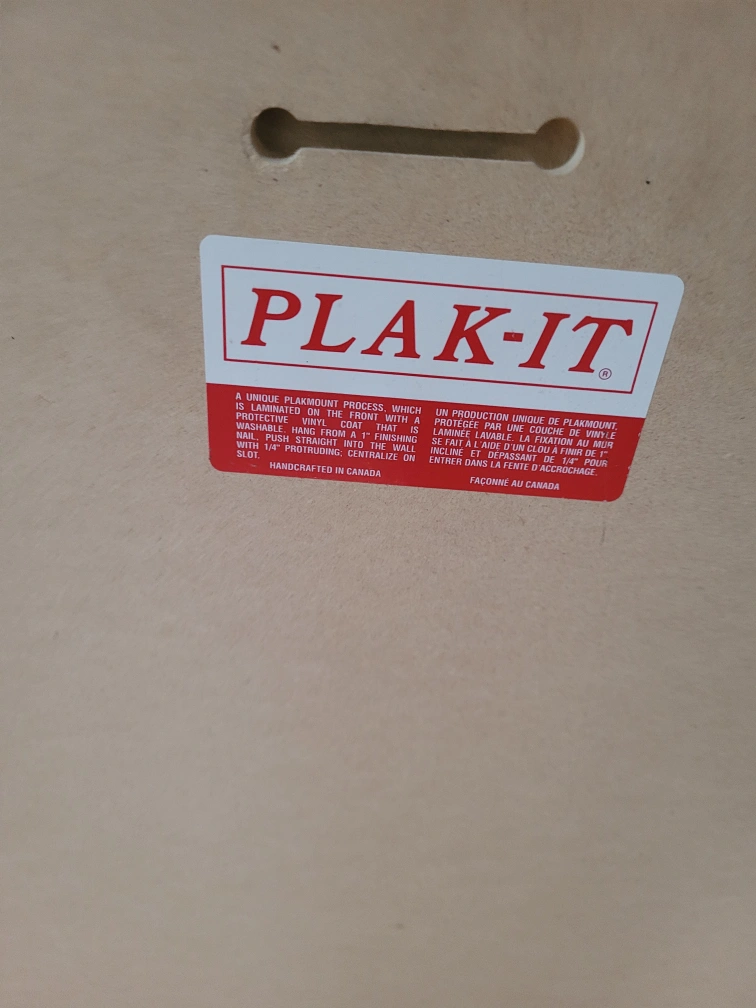 PLAK-IT®
A UNIQUE PLAKMOUNT PROCESS, WHICH
IS LAMINATED ON THE FRONT WITH A
PROTECTIVE VINYL COAT THAT IS
WASHABLE. HANG FROM A 1" FINISHING
NAIL. PUSH STRAIGHT INTO THE WALL
WITH 1/4" PROTRUDING; CENTRALIZE ON
SLOT.
HANDCRAFTED IN CANADA
UN PRODUCTION UNIQUE DE PLAKMOUNT,
PROTEGÉE PAR UNE COUCHE DE VINYLE
LAMINÉE LAVABLE. LA FIXATION AU MUR
SE FAIT À L'AIDE D'UN CLOU À FINIR DE 1"
INCLINÉ ET DÉPASSANT DE 1/4" POUR
ENTRER DANS LA FENTE D'ACCROCHAGE.
FAÇONNÉ AU CANADA